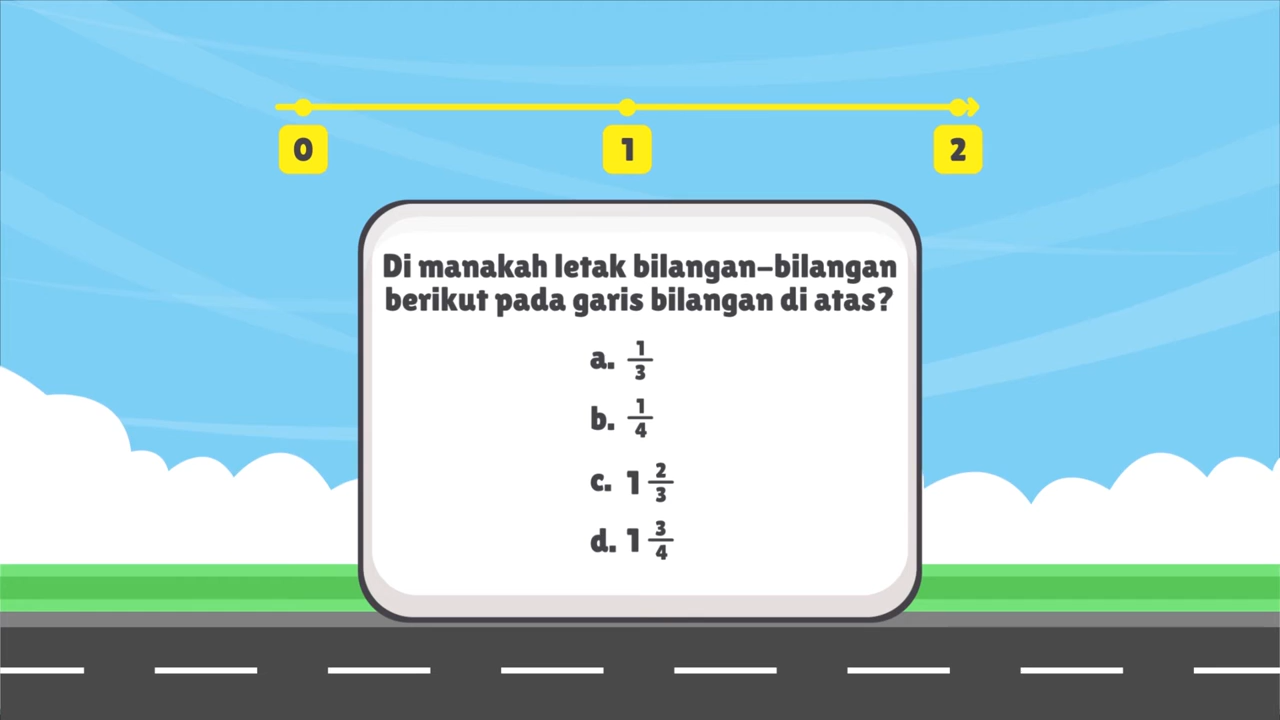 0 1 2
Di manakah letak bilangan-bilangan
berikut pada garis bilangan di atas?
a. 1/3
b. 1/4
c. 1 2/3
d. 1 3/4